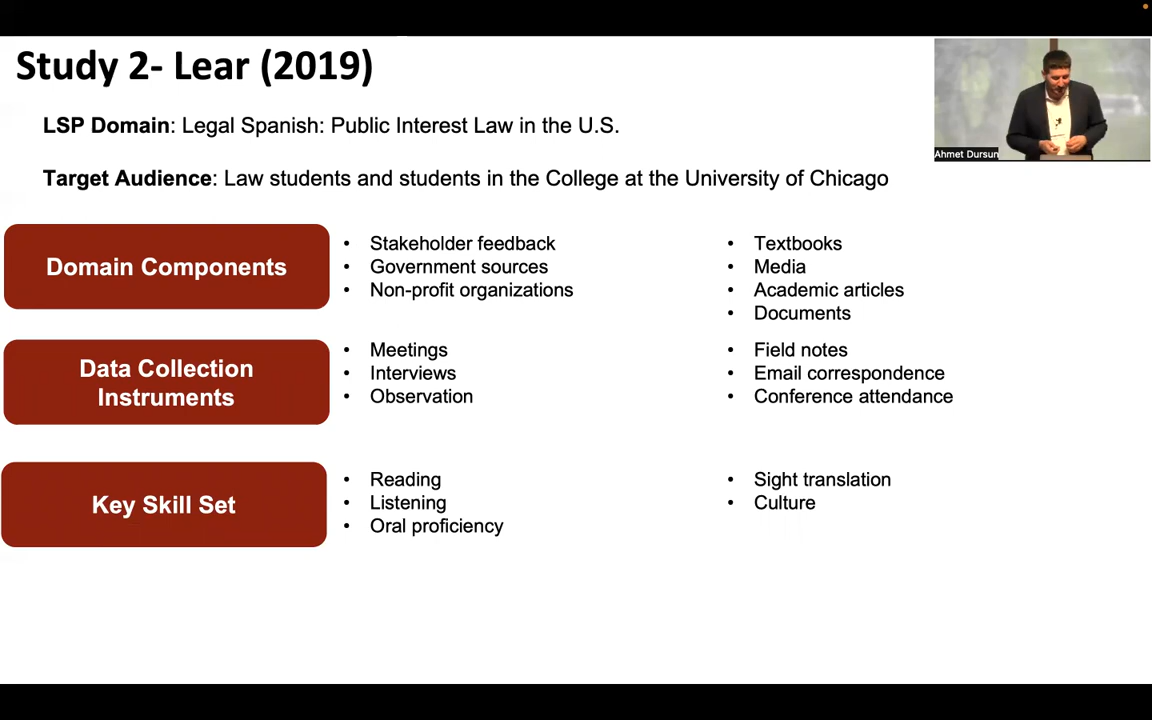 Study 2- Lear (2019)
LSP Domain: Legal Spanish: Public Interest Law in the U.S.
Target Audience: Law students and students in the College at the University of Chicago
Ahmet Dursun
Domain Components
• Stakeholder feedback
• Government sources
• Non-profit organizations
• Textbooks
• Media
• Academic articles
• Documents
Data Collection
Instruments
• Meetings
• Interviews
• Observation
• Field notes
• Email correspondence
• Conference attendance
Key Skill Set
• Reading
• Listening
• Oral proficiency
• Sight translation
• Culture